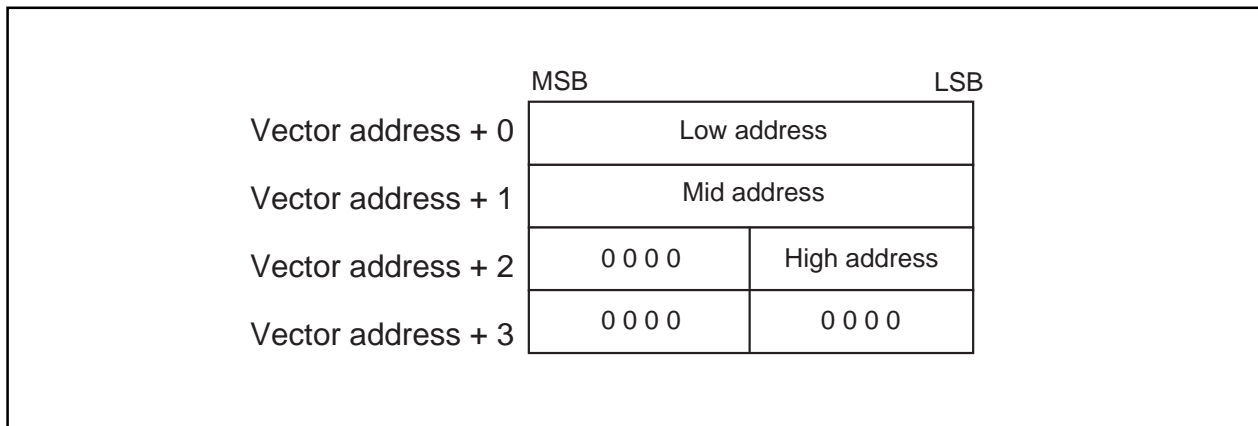 MSB LSB
Vector address + 0 Low address
Vector address + 1 Mid address
Vector address + 2 0 0 0 0 High address
Vector address + 3 0 0 0 0 0 0 0 0